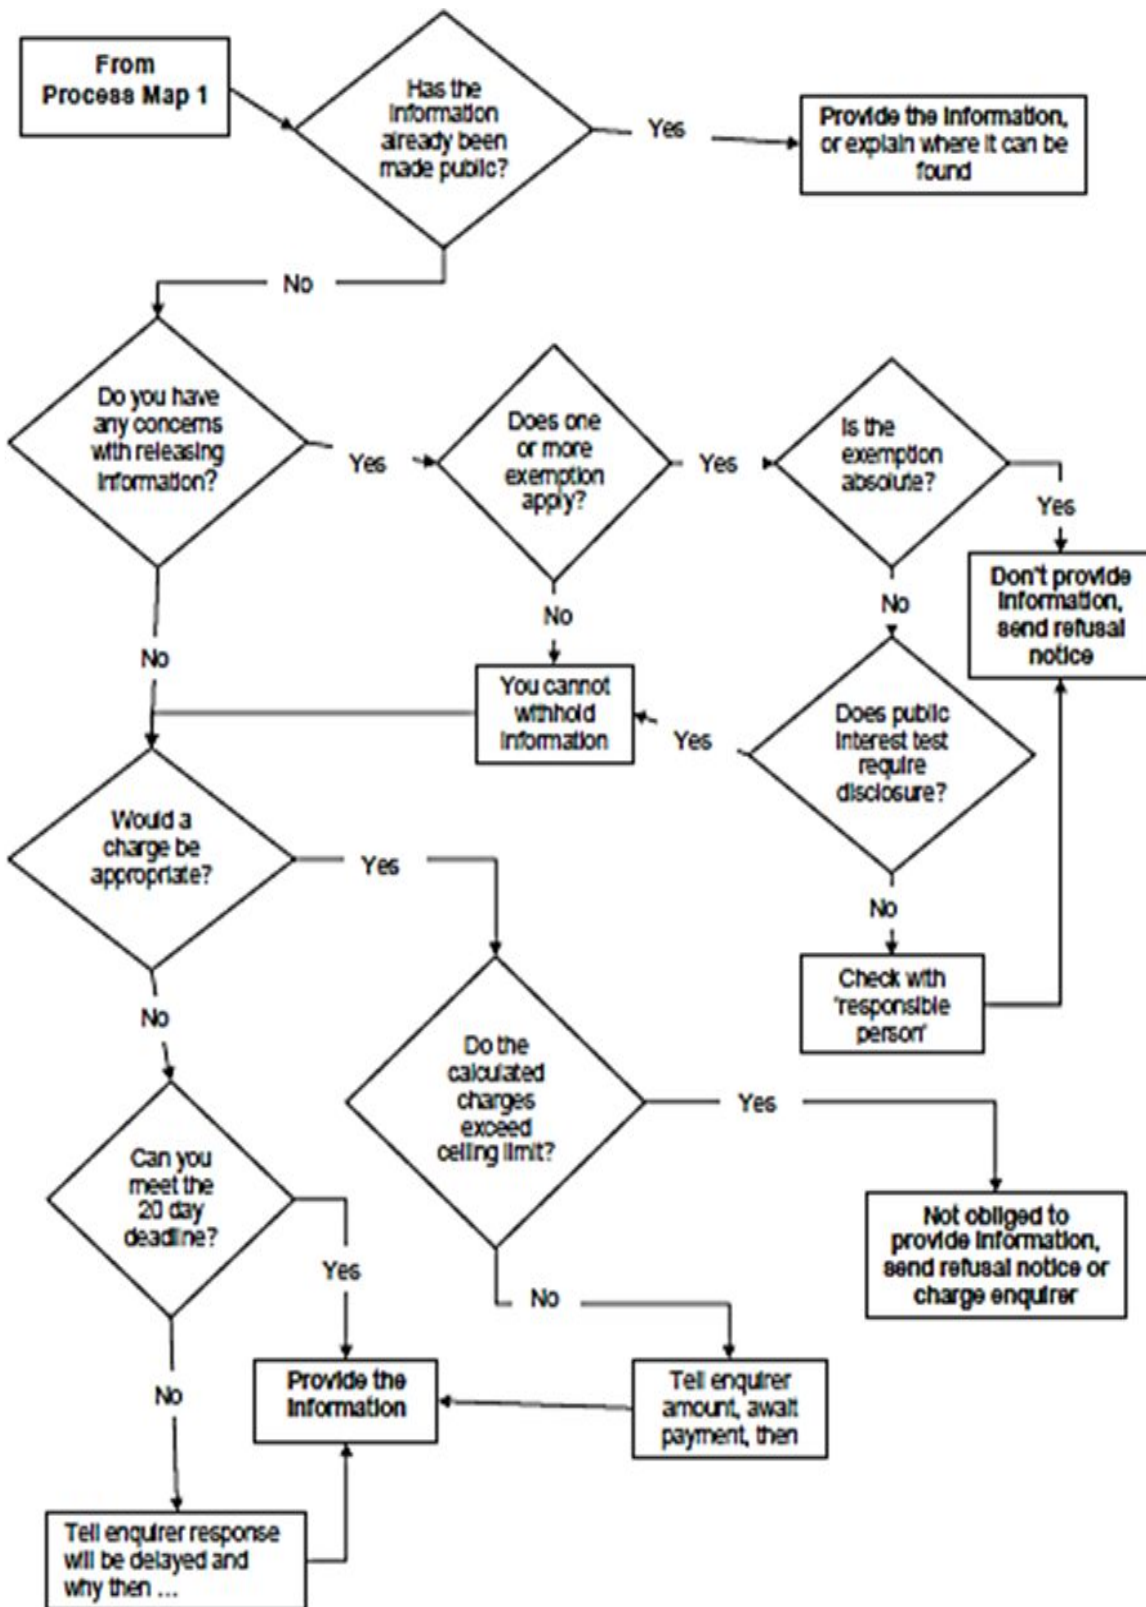 From
Process Map 1
Has the
information
already been
made public?
Yes
Provide the information,
or explain where it can be
found
No
Do you have
any concerns
with releasing
information?
Yes
Does one
or more
exemption
apply?
Yes
Is the
exemption
absolute?
Yes
Don't provide
information,
send refusal
notice
No
No
No
You cannot
withhold
information
Yes
Does public
interest test
require
disclosure?
Would a
charge be
appropriate?
Yes
No
Check with
'responsible
person'
No
Do the
calculated
charges
exceed
ceiling limit?
Yes
Can you
meet the
20 day
deadline?
Not obliged to
provide information,
send refusal notice or
charge enquirer
Yes
No
Provide the
information
Tell enquirer
amount, await
payment, then
No
Tell enquirer response
will be delayed and
why then ...